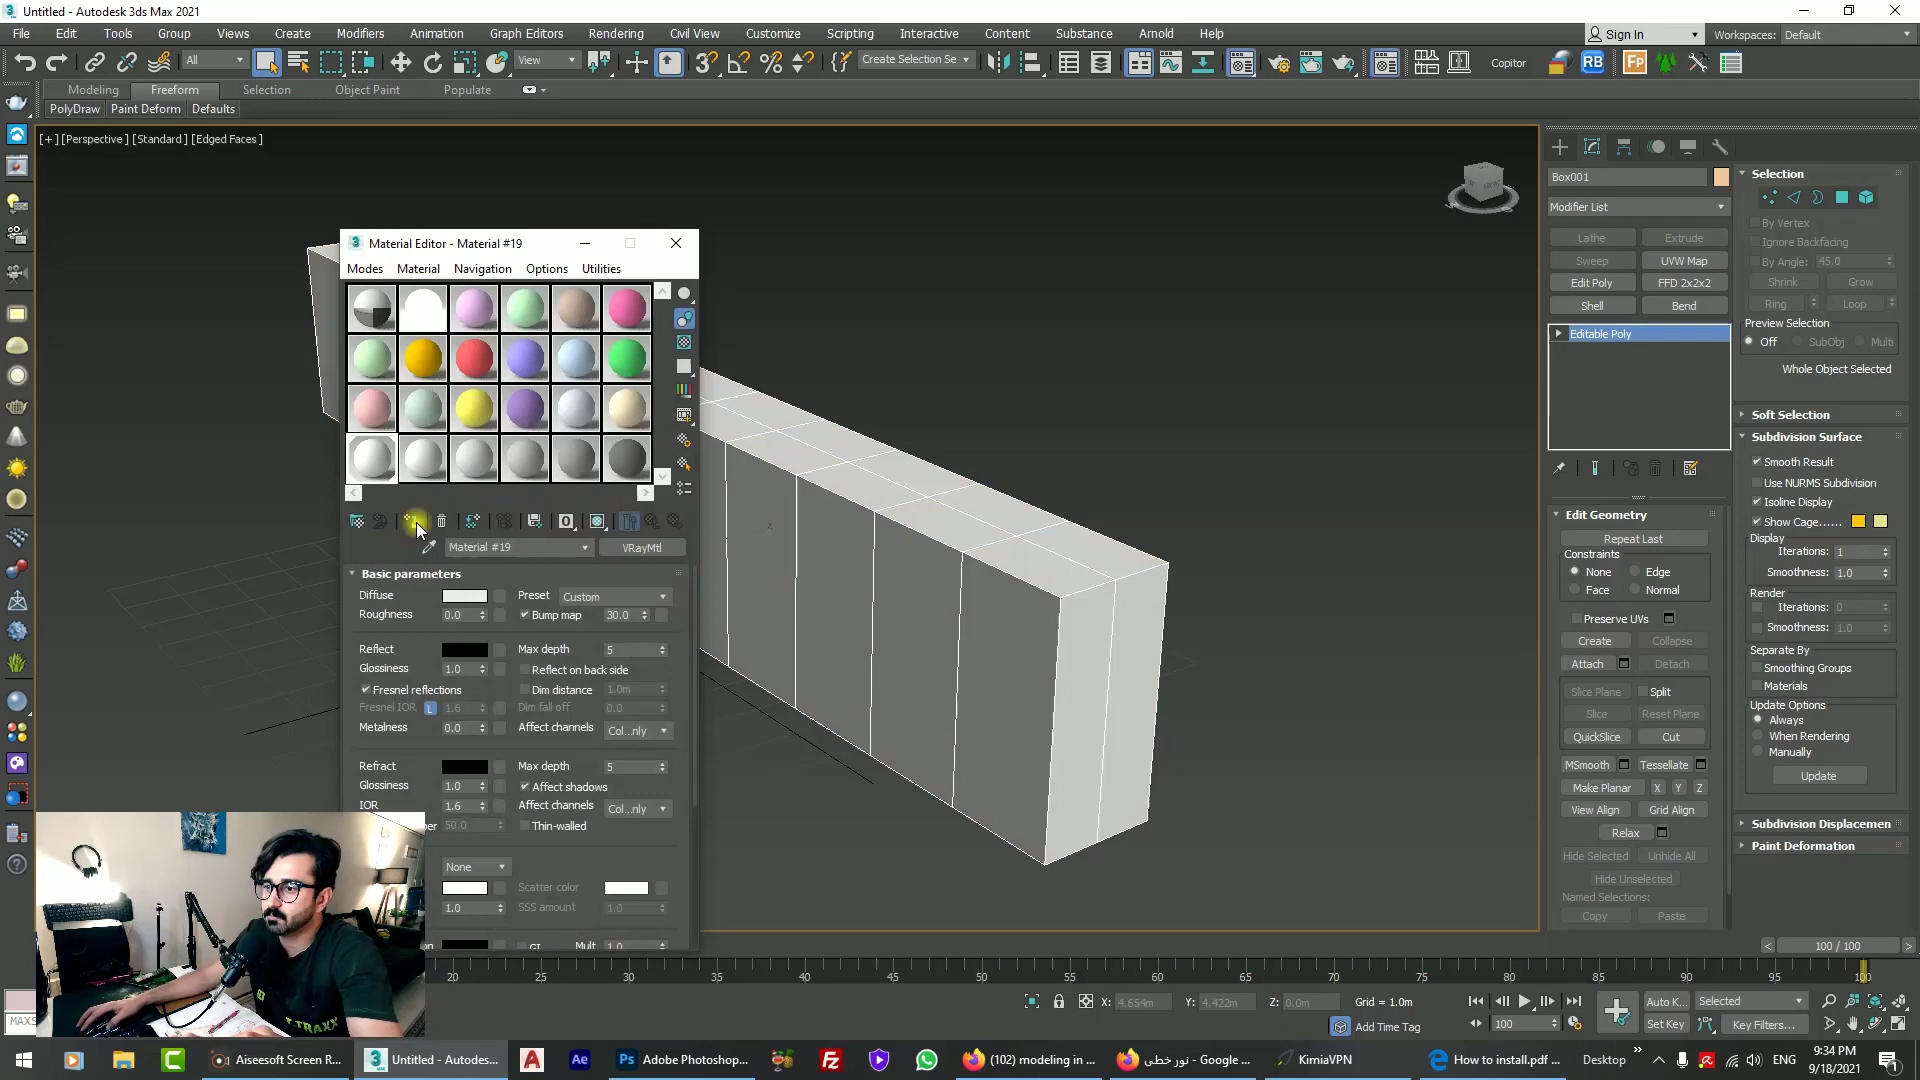 Untitled - Autodesk 3ds Max 2021
File Edit Tools Group Views Create Modifiers Animation Graph Editors Rendering Civil View Customize Scripting Interactive Content Substance Arnold Help
Sign In Workspaces: Default
All View Create Selection Se Copitor RB FP
Modeling Freeform Selection Object Paint Populate
PolyDraw Paint Deform Defaults
[+] [Perspective ] [Standard ] [Edged Faces ]
Box001
Modifier List
Lathe Extrude
Sweep UVW Map
Edit Poly FFD 2x2x2
Shell Bend
Editable Poly
Edit Geometry
Repeat Last
Constraints
None Edge
Face Normal
Preserve UVs
Create Collapse
Attach Detach
Slice Plane Split
Slice Reset Plane
QuickSlice Cut
MSmooth Tessellate
Make Planar X Y Z
View Align Grid Align
Relax
Hide Selected Unhide All
Hide Unselected
Named Selections:
Copy Paste
Selection
By Vertex
Ignore Backfacing
By Angle: 45.0
Shrink Grow
Ring Loop
Preview Selection
Off SubObj Multi
Whole Object Selected
Soft Selection
Subdivision Surface
Smooth Result
Use NURMS Subdivision
Isoline Display
Show Cage......
Display
Iterations: 1
Smoothness: 1.0
Render
Iterations: 0
Smoothness: 1.0
Separate By
Smoothing Groups
Materials
Update Options
Always
When Rendering
Manually
Update
Subdivision Displacemen
Paint Deformation
Material Editor - Material #19
Modes Material Navigation Options Utilities
Material #19 VRayMtl
Basic parameters
Diffuse Preset Custom
Roughness 0.0 Bump map 30.0
Reflect Max depth 5
Glossiness 1.0 Reflect on back side
Fresnel reflections Dim distance 1.0m
Fresnel IOR L 1.6 Dim fall off 0.0
Metalness 0.0 Affect channels Col...nly
Refract Max depth 5
Glossiness 1.0 Affect shadows
IOR 1.6 Affect channels Col...nly
50.0 Thin-walled
None
Scatter color
1.0 SSS amount 1.0
GI Mult 1.0
100 / 100
20 25 30 35 40 45 50 55 60 65 70 75 80 85 90 95 100
X: 4.654m Y: 4.422m Z: 0.0m Grid = 1.0m
Add Time Tag
100
Auto K... Selected
Set Key Key Filters...
MAXS
T-TRAXX
Aiseesoft Screen R... Untitled - Autodes... Adobe Photoshop... (102) modeling in ... نور خطی - Google ... KimiaVPN How to install.pdf ... Desktop ENG
9:34 PM
9/18/2021